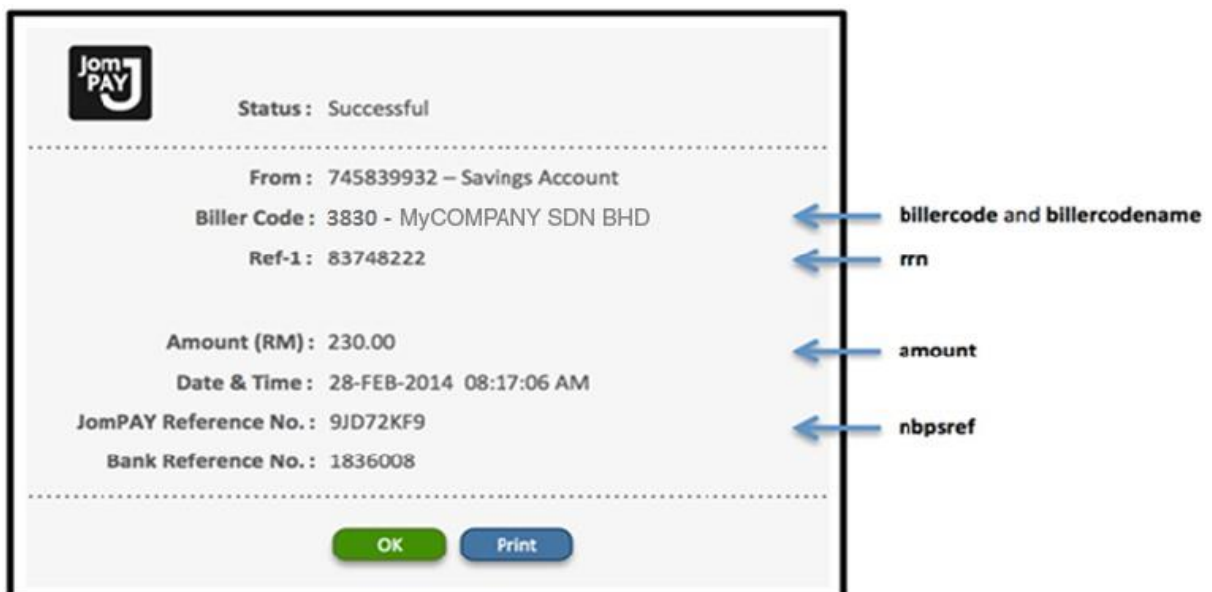 Jom
PAY
Status : Successful
From : 745839932 – Savings Account
Biller Code : 3830 - MyCOMPANY SDN BHD
billercode and billercodename
Ref-1 : 83748222
rrn
Amount (RM) : 230.00
amount
Date & Time : 28-FEB-2014 08:17:06 AM
JomPAY Reference No. : 9JD72KF9
nbpsref
Bank Reference No. : 1836008
OK
Print